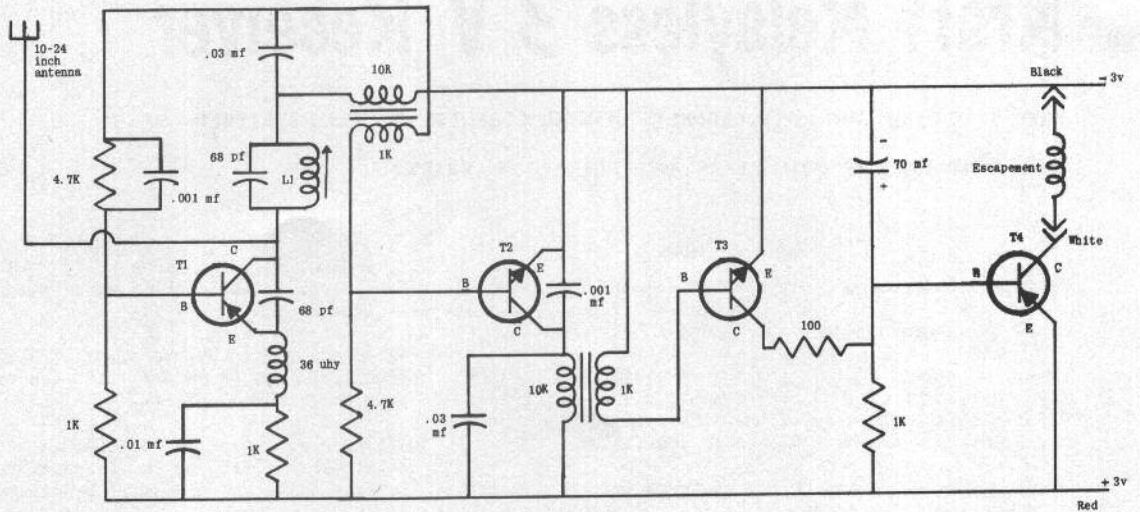 10-24
inch
antenna
.03 mf
10K
1K
Black
- 3v
4.7K
.001 mf
68 pf
L1
70 mf
-
+
Escapement
White
T1
C
B
E
68 pf
36 uhy
T2
B
E
C
.001
mf
T3
B
E
C
100
T4
B
C
E
1K
.01 mf
1K
4.7K
.03
mf
10K
1K
1K
+ 3v
Red